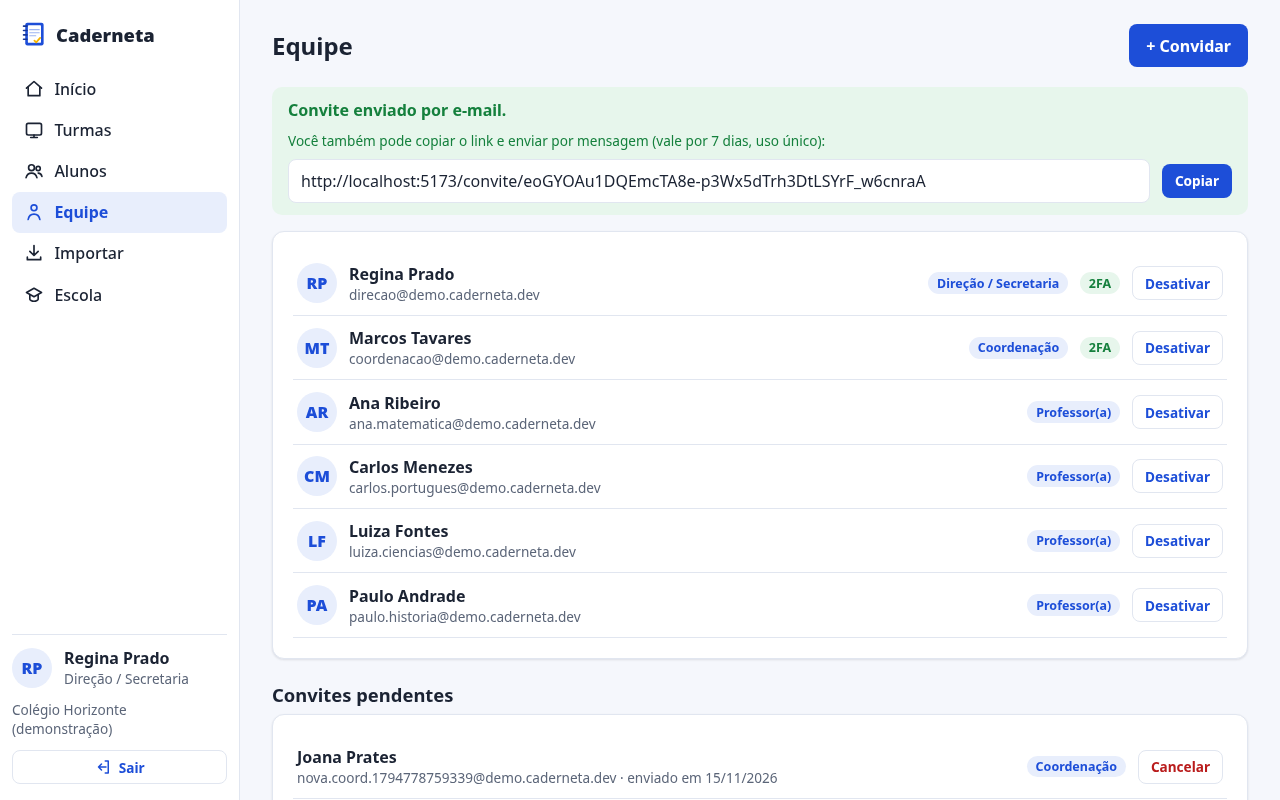 Caderneta
Início
Turmas
Alunos
Equipe
Importar
Escola
Regina Prado
Direção / Secretaria
Colégio Horizonte
(demonstração)
Sair
Equipe
+ Convidar
Convite enviado por e-mail.
Você também pode copiar o link e enviar por mensagem (vale por 7 dias, uso único):
http://localhost:5173/convite/eoGYOAu1DQEmcTA8e-p3Wx5dTrh3DtLSYrF_w6cnraA
Copiar
RP
Regina Prado
direcao@demo.caderneta.dev
Direção / Secretaria
2FA
Desativar
MT
Marcos Tavares
coordenacao@demo.caderneta.dev
Coordenação
2FA
Desativar
AR
Ana Ribeiro
ana.matematica@demo.caderneta.dev
Professor(a)
Desativar
CM
Carlos Menezes
carlos.portugues@demo.caderneta.dev
Professor(a)
Desativar
LF
Luiza Fontes
luiza.ciencias@demo.caderneta.dev
Professor(a)
Desativar
PA
Paulo Andrade
paulo.historia@demo.caderneta.dev
Professor(a)
Desativar
RP
Convites pendentes
Joana Prates
nova.coord.1794778759339@demo.caderneta.dev · enviado em 15/11/2026
Coordenação
Cancelar